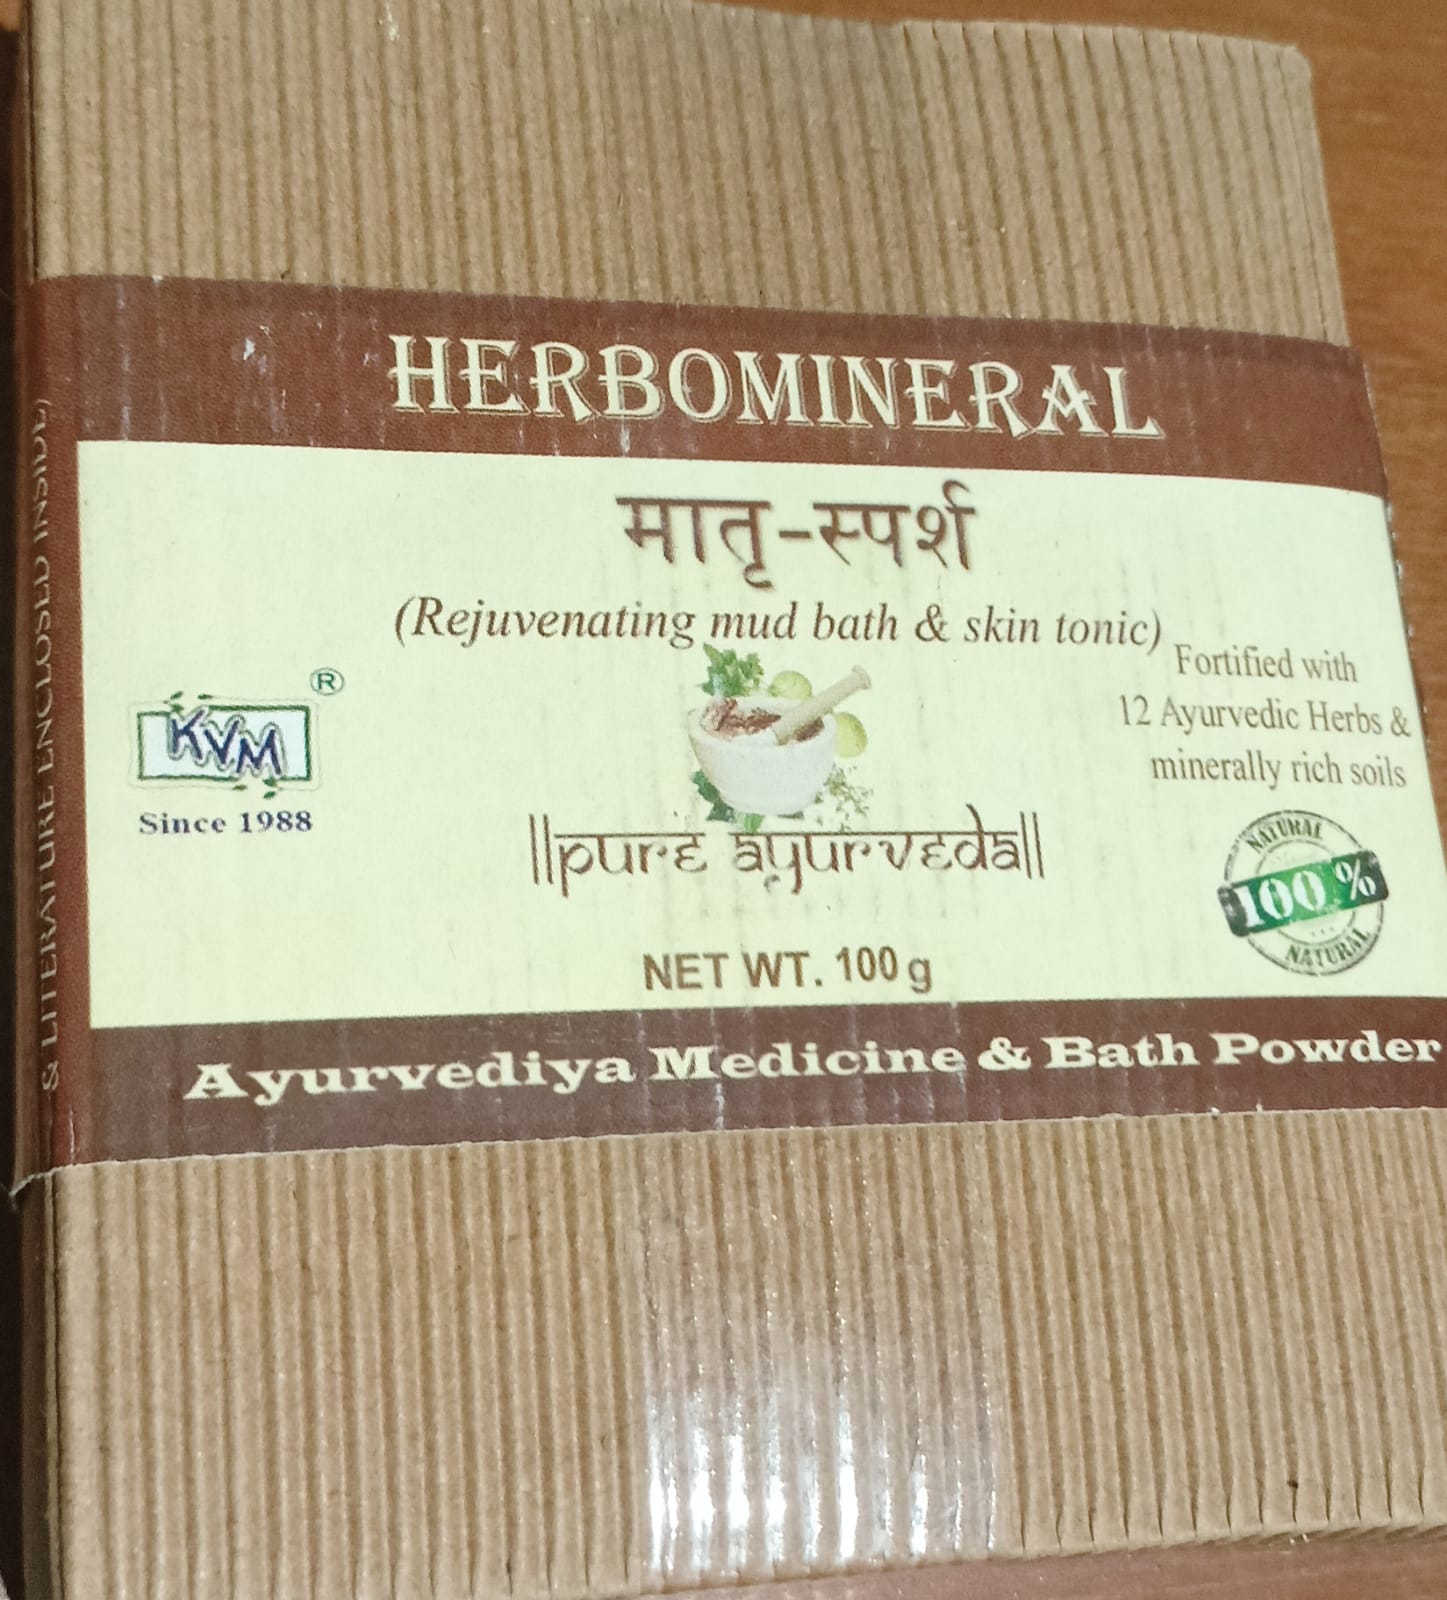 HERBOMINERAL
मातृ-स्पर्श
(Rejuvenating mud bath & skin tonic)
Fortified with
12 Ayurvedic Herbs &
minerally rich soils
KVM ®
Since 1988
||pure ayurveda||
NATURAL
100 %
NATURAL
NET WT. 100 g
Ayurvediya Medicine & Bath Powder
& LITERATURE ENCLOSED INSIDE)